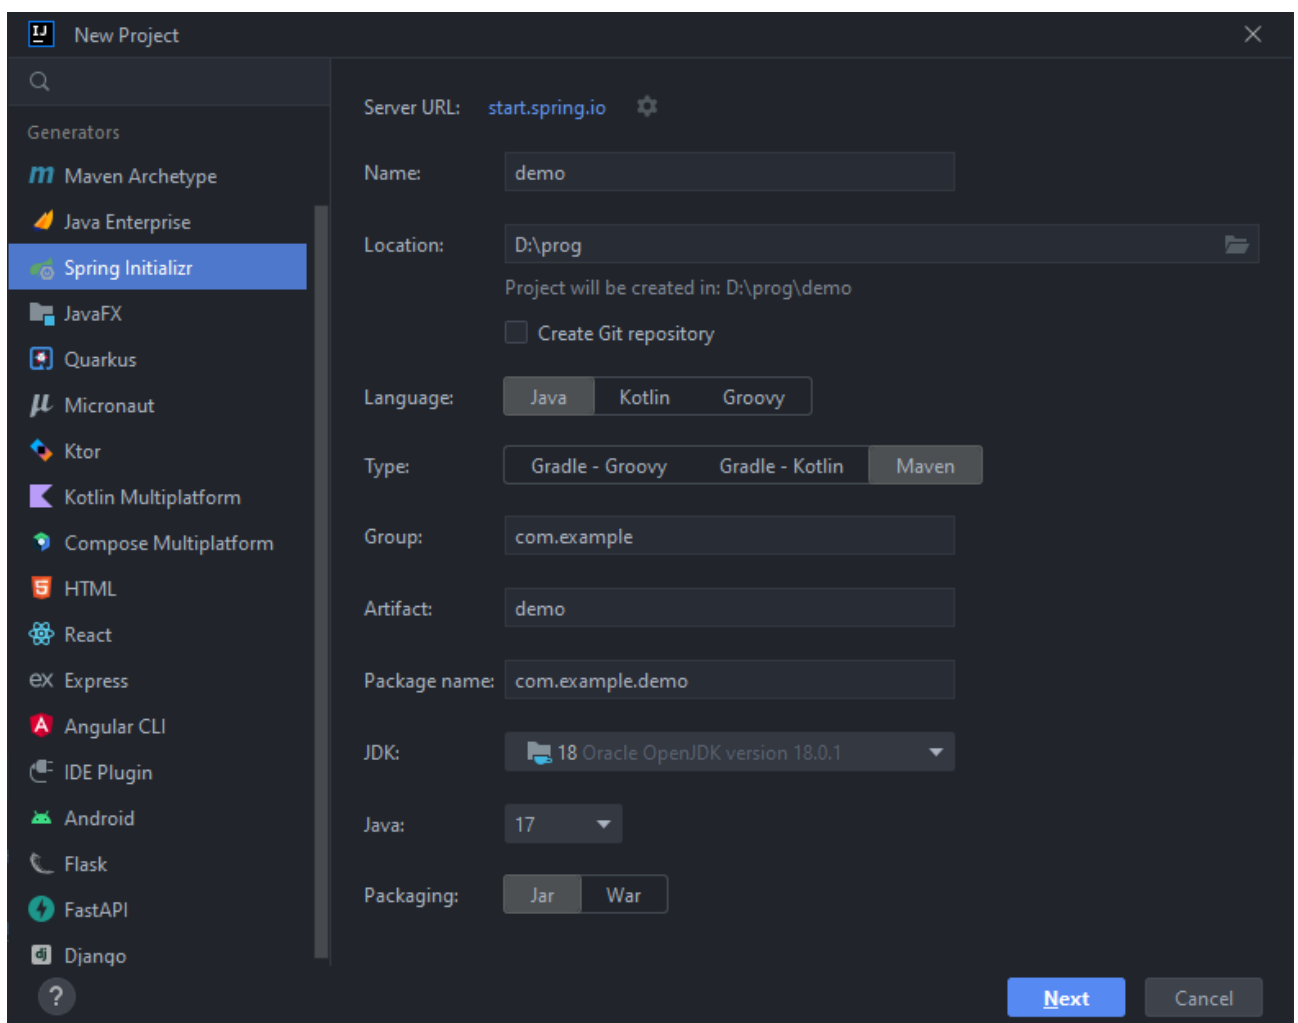 New Project
Generators
Maven Archetype
Java Enterprise
Spring Initializr
JavaFX
Quarkus
Micronaut
Ktor
Kotlin Multiplatform
Compose Multiplatform
HTML
React
ex Express
Angular CLI
IDE Plugin
Android
Flask
FastAPI
dj Django
?
Server URL: start.spring.io
Name: demo
Location: D:\prog
Project will be created in: D:\prog\demo
Create Git repository
Language: Java Kotlin Groovy
Type: Gradle - Groovy Gradle - Kotlin Maven
Group: com.example
Artifact: demo
Package name: com.example.demo
JDK: 18 Oracle OpenJDK version 18.0.1
Java: 17
Packaging: Jar War
Next Cancel